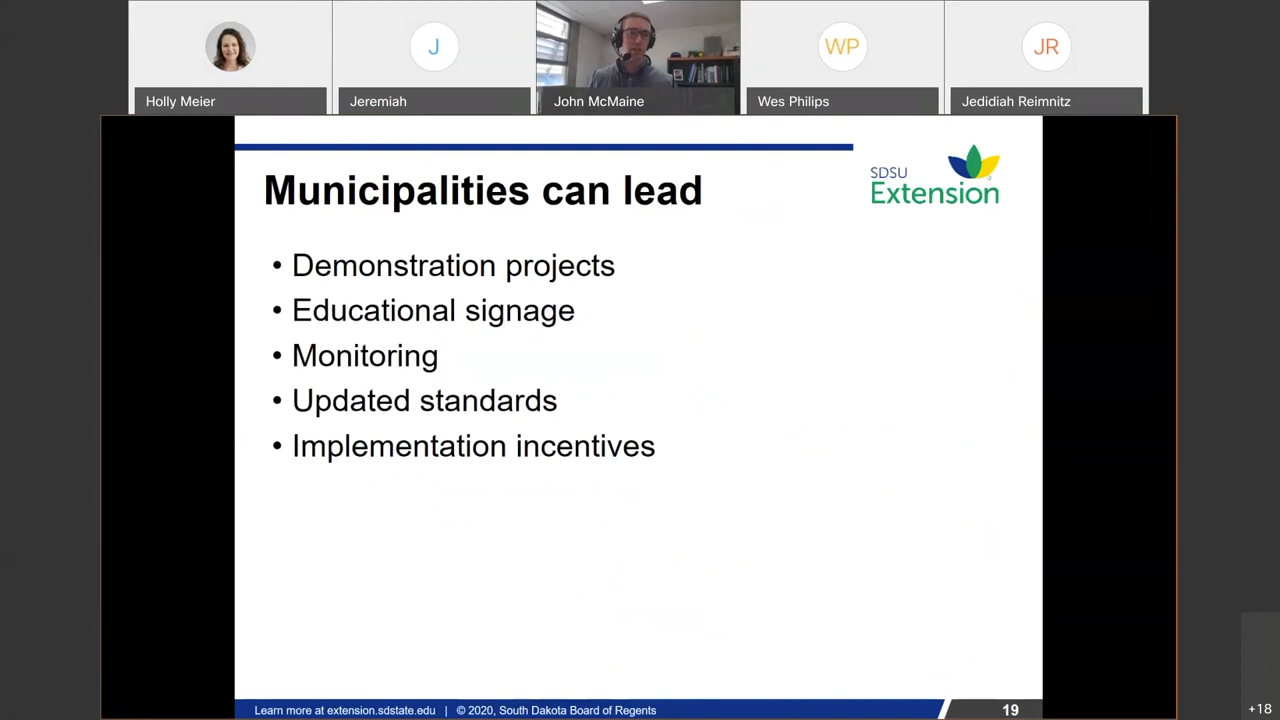 J
WP
JR
Holly Meier
Jeremiah
John McMaine
Wes Philips
Jedidiah Reimnitz
SDSU
Extension
Municipalities can lead
• Demonstration projects
• Educational signage
• Monitoring
• Updated standards
• Implementation incentives
Learn more at extension.sdstate.edu | © 2020, South Dakota Board of Regents
19
+18